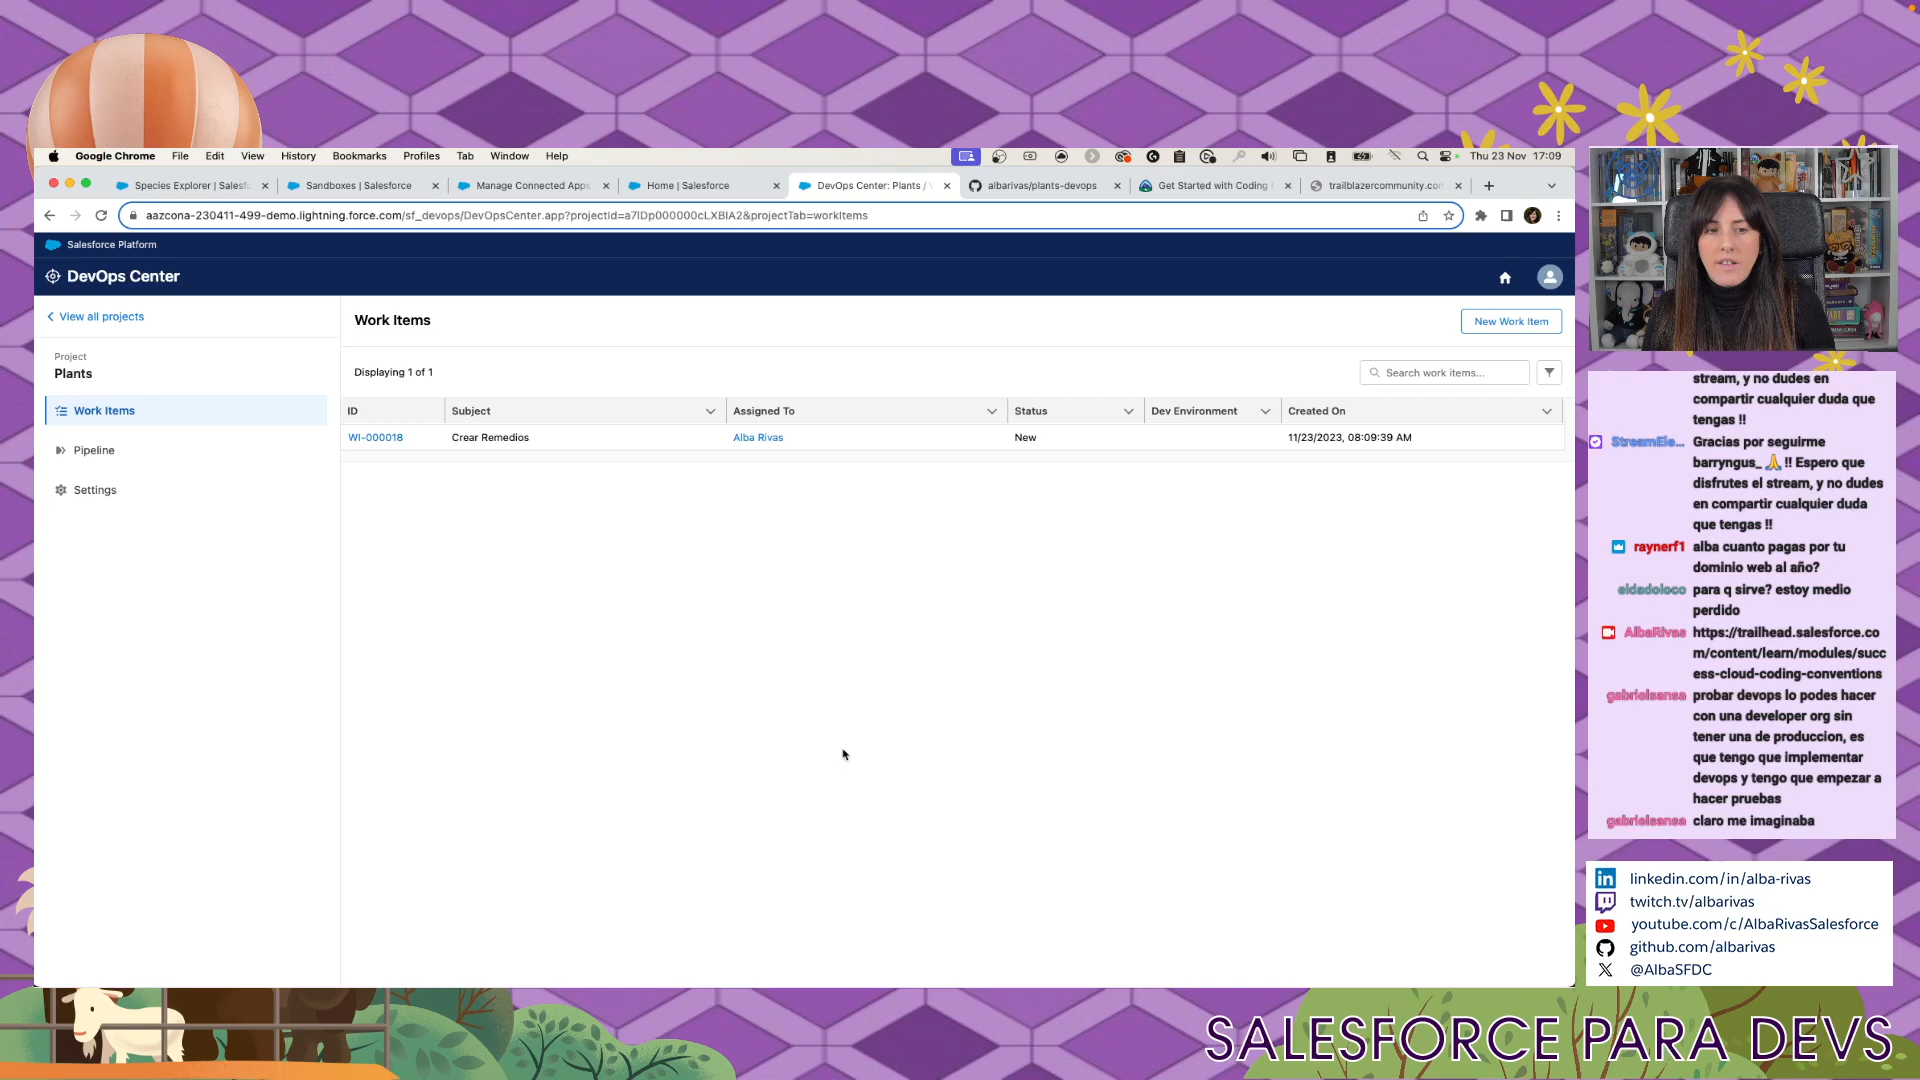 Google Chrome File Edit View History Bookmarks Profiles Tab Window Help Thu 23 Nov 17:09
Species Explorer | Salesf Sandboxes | Salesforce Manage Connected Apps Home | Salesforce DevOps Center: Plants / albarivas/plants-devops Get Started with Coding trailblazercommunity.com
aazcona-230411-499-demo.lightning.force.com/sf_devops/DevOpsCenter.app?projectid=a7IDp000000cLXBIA2&projectTab=workItems
Salesforce Platform
DevOps Center
View all projects
Project
Plants
Work Items
Pipeline
Settings
Work Items
New Work Item
Displaying 1 of 1
Search work items...
ID Subject Assigned To Status Dev Environment Created On
WI-000018 Crear Remedios Alba Rivas New 11/23/2023, 08:09:39 AM
stream, y no dudes en
compartir cualquier duda que
tengas !!
StreamEle... Gracias por seguirme
barryngus_ 🙏 !! Espero que
disfrutes el stream, y no dudes
en compartir cualquier duda
que tengas !!
raynerf1 alba cuanto pagas por tu
dominio web al año?
eldadoloco para q sirve? estoy medio
perdido
AlbaRivas https://trailhead.salesforce.co
m/content/learn/modules/succ
ess-cloud-coding-conventions
gabrielsansa probar devops lo podes hacer
con una developer org sin
tener una de produccion, es
que tengo que implementar
devops y tengo que empezar a
hacer pruebas
gabrielsansa claro me imaginaba
linkedin.com/in/alba-rivas
twitch.tv/albarivas
youtube.com/c/AlbaRivasSalesforce
github.com/albarivas
@AlbaSFDC
SALESFORCE PARA DEVS